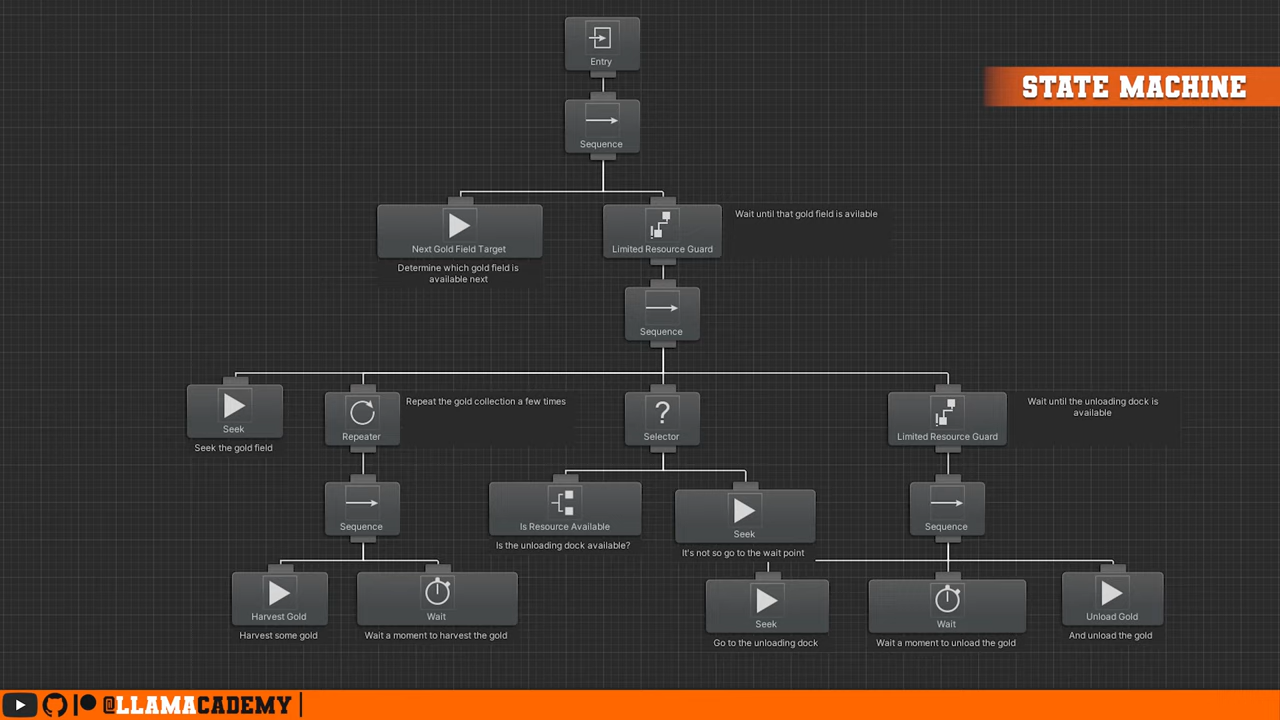 Entry
STATE MACHINE
Sequence
Next Gold Field Target
Determine which gold field is
available next
Limited Resource Guard
Wait until that gold field is avilable
Sequence
Seek
Seek the gold field
Repeater
Repeat the gold collection a few times
Selector
Limited Resource Guard
Wait until the unloading dock is
available
Sequence
Is Resource Available
Is the unloading dock available?
Seek
It's not so go to the wait point
Sequence
Harvest Gold
Harvest some gold
Wait
Wait a moment to harvest the gold
Seek
Go to the unloading dock
Wait
Wait a moment to unload the gold
Unload Gold
And unload the gold
@LLAMACADEMY